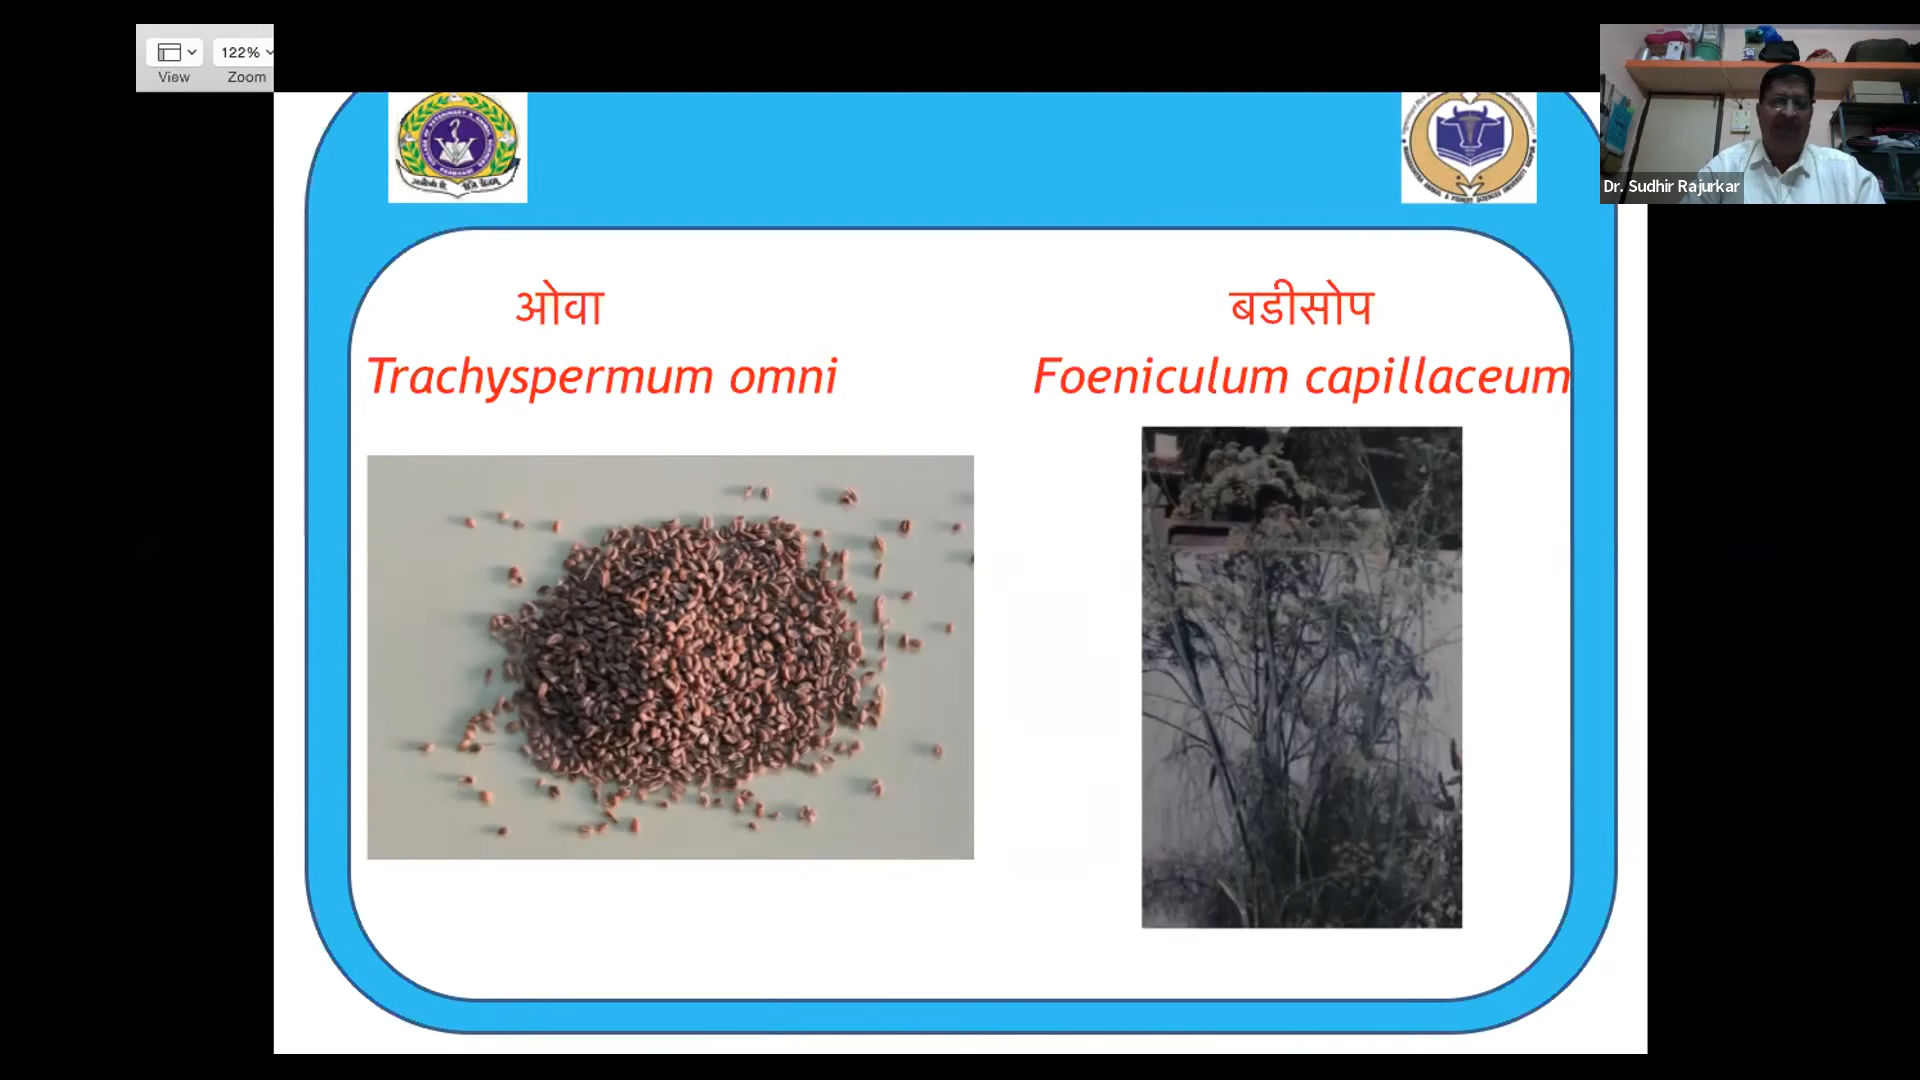 View
122%
Zoom
Dr. Sudhir Rajurkar
ओवा
Trachyspermum omni
बडीसोप
Foeniculum capillaceum